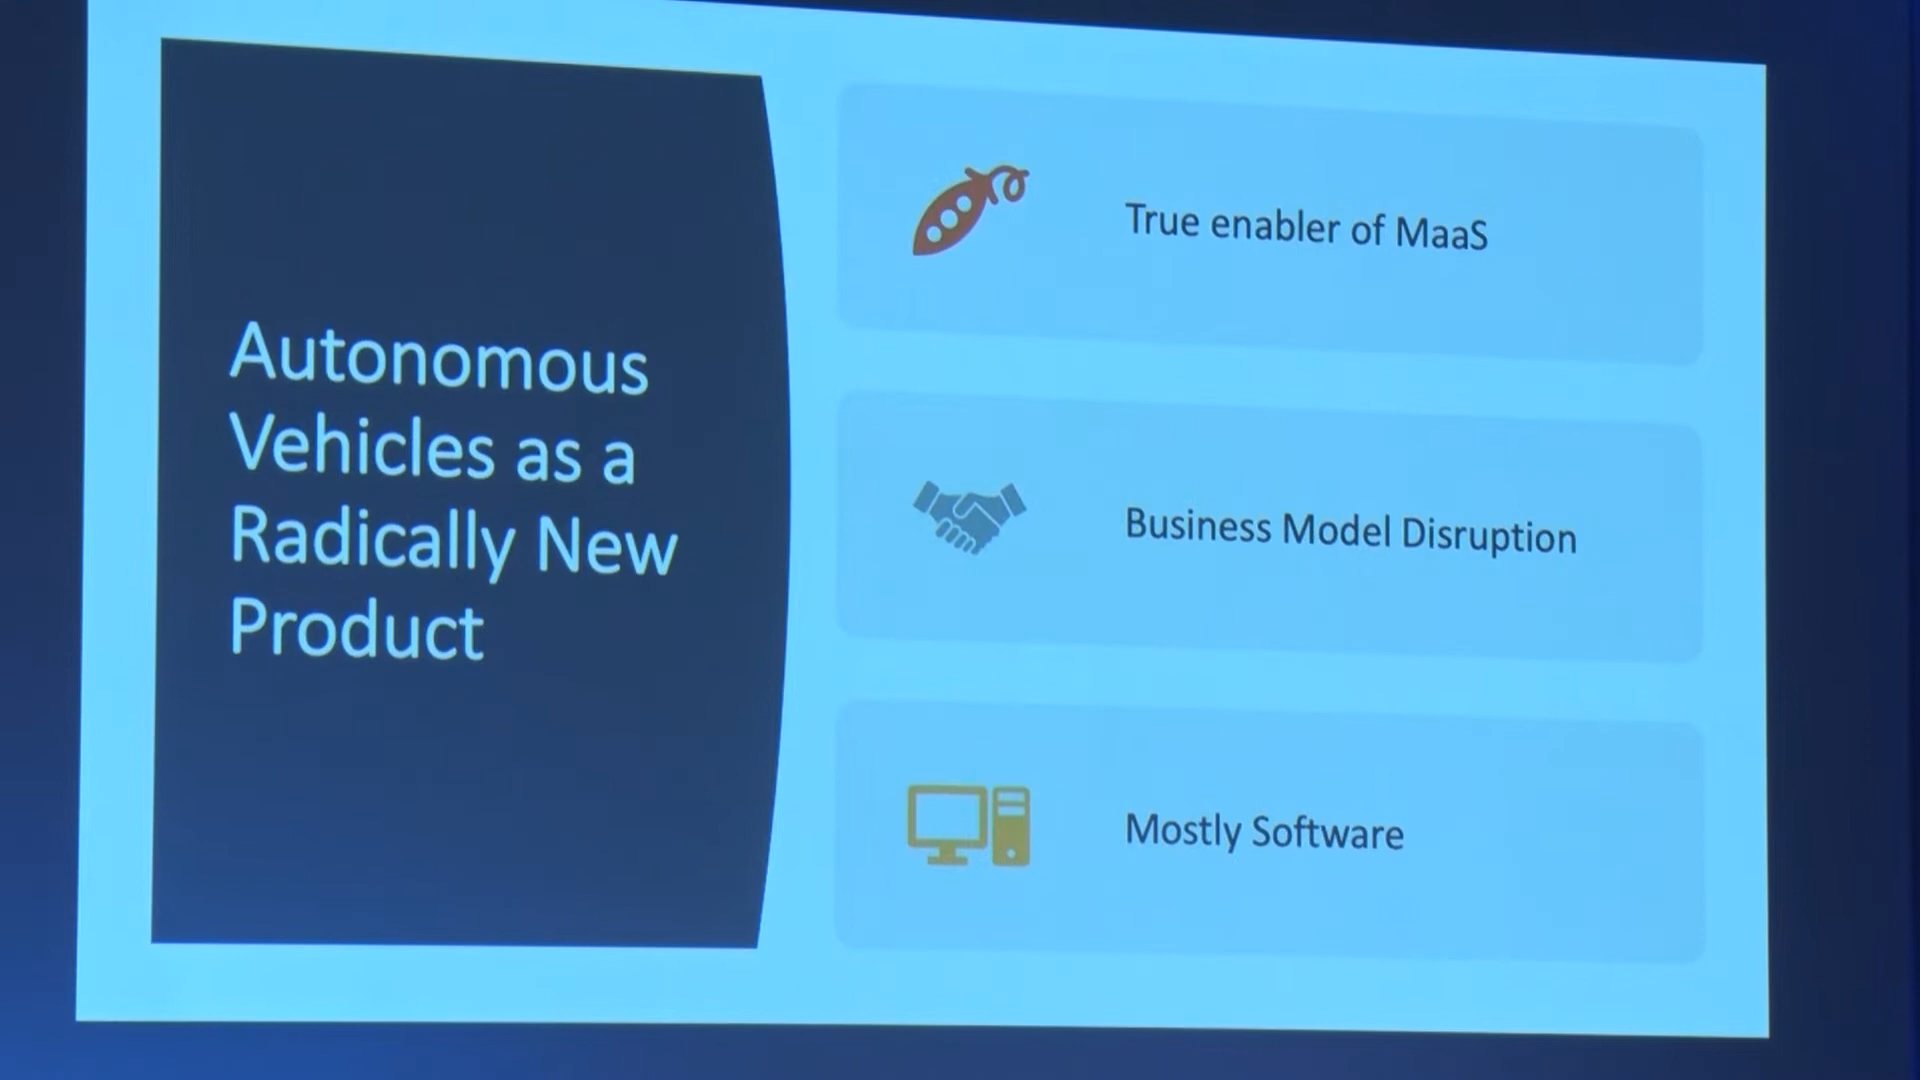 Autonomous
Vehicles as a
Radically New
Product
True enabler of MaaS
Business Model Disruption
Mostly Software